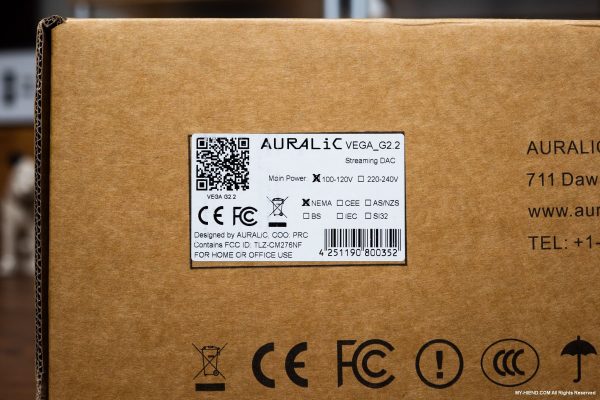 AURALiC VEGA_G2.2
Streaming DAC
Main Power X 100-120V ☐ 220-240V
VEGA G2.2
X NEMA ☐ CEE ☐ AS/NZS
☐ BS ☐ IEC ☐ SI32
CE FC
Designed by AURALiC, COO. PRC
Contains FCC ID: TLZ-CM276NF
FOR HOME OR OFFICE USE
4 251190 800352
AURALiC
711 Daw
www.aur
TEL: +1-
CE FC CCC
MY-HIEND.COM All Rights Reserved